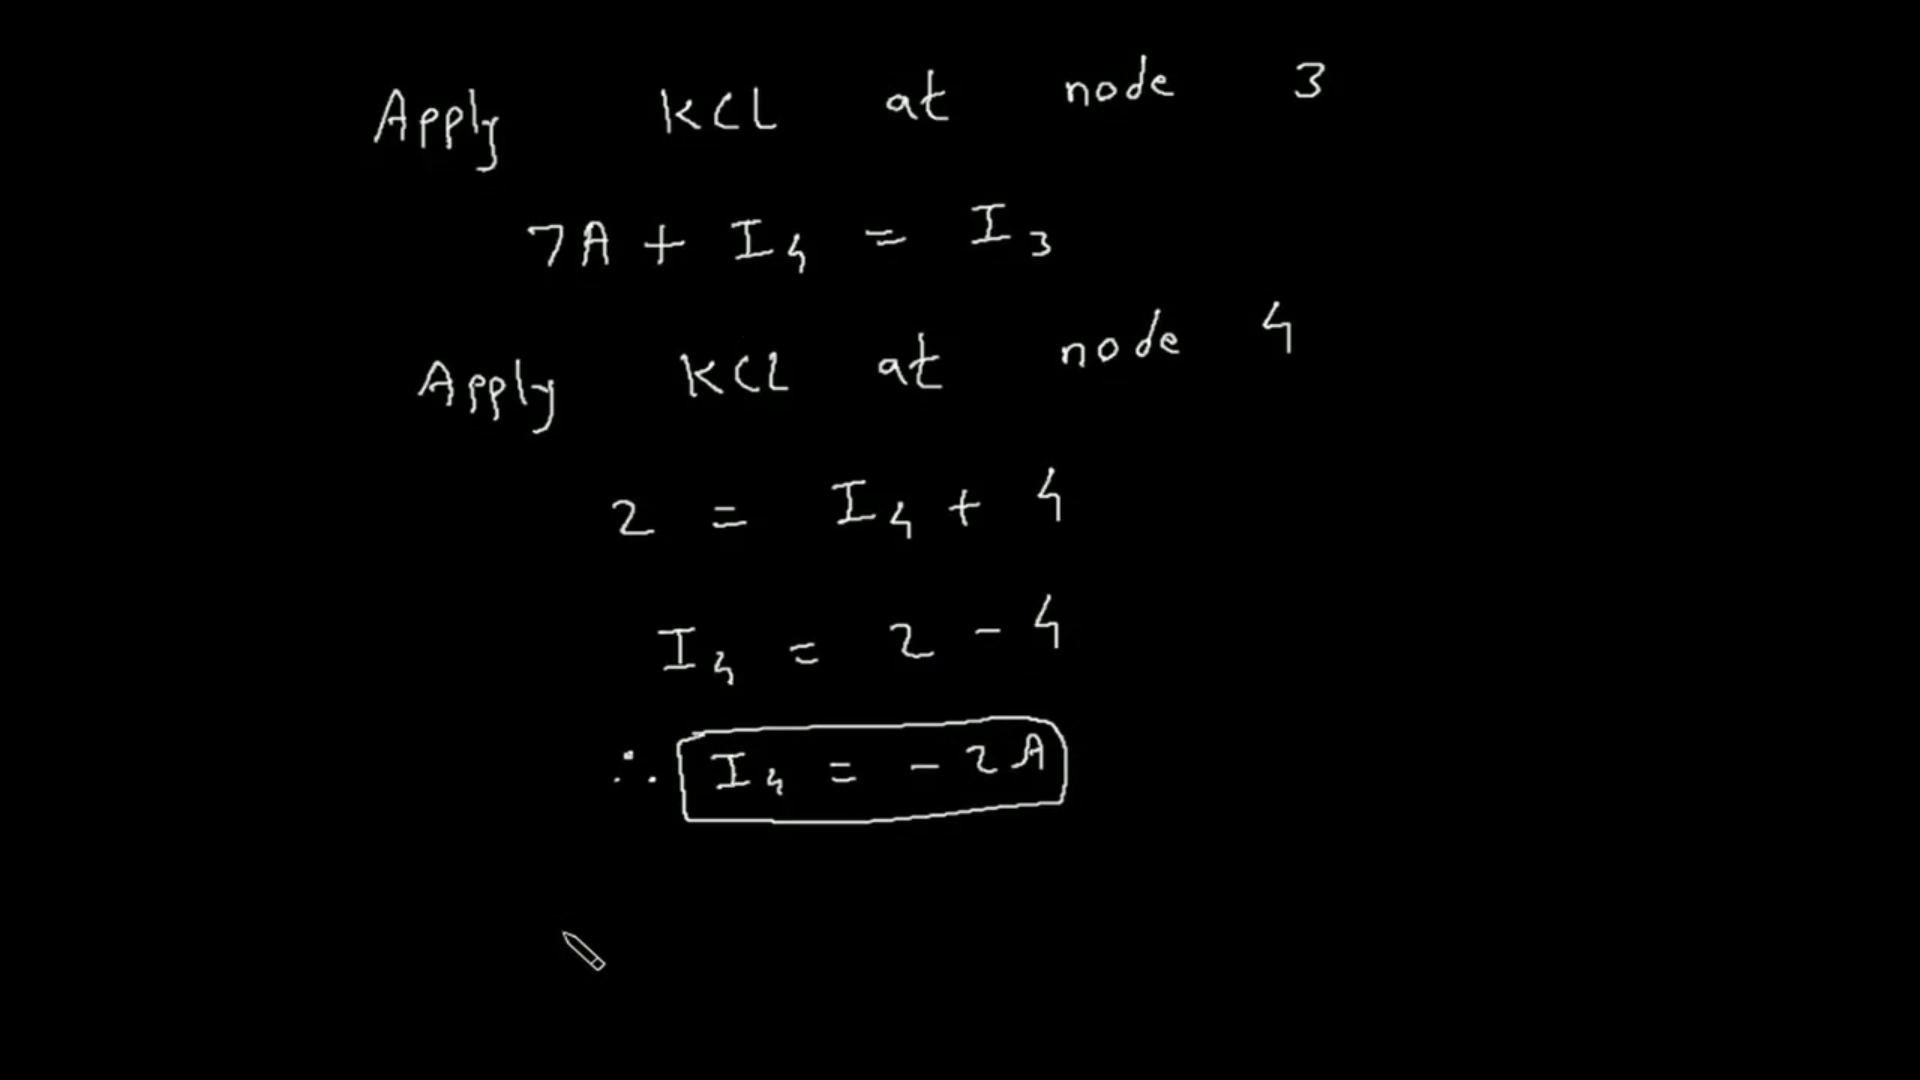 Apply KCL at node 3
7A + I₄ = I₃
Apply KCL at node 4
2 = I₄ + 4
I₄ = 2 - 4
∴ I₄ = - 2A